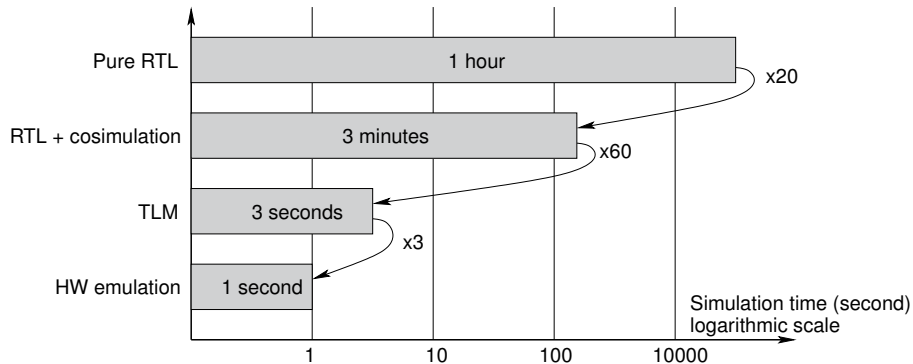 Pure RTL
1 hour
x20
RTL + cosimulation
3 minutes
x60
TLM
3 seconds
x3
HW emulation
1 second
Simulation time (second)
logarithmic scale
1
10
100
10000